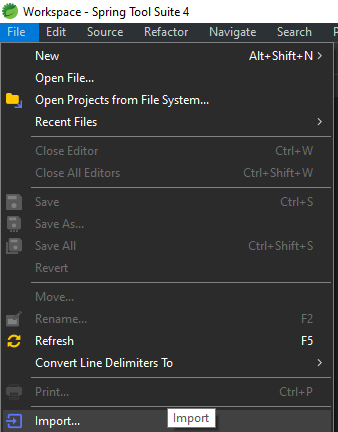 Workspace - Spring Tool Suite 4
File Edit Source Refactor Navigate Search
New Alt+Shift+N >
Open File...
Open Projects from File System...
Recent Files >
Close Editor Ctrl+W
Close All Editors Ctrl+Shift+W
Save Ctrl+S
Save As...
Save All Ctrl+Shift+S
Revert
Move...
Rename... F2
Refresh F5
Convert Line Delimiters To >
Print... Ctrl+P
Import
Import...